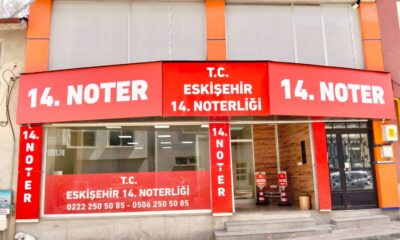 14. NOTER
T.C.
ESKİŞEHİR
14. NOTERLİĞİ
14. NOTER
14.
NOTER
T.C.
ESKİŞEHİR 14. NOTERLİĞİ
0222 250 50 85 - 0506 250 50 85
14.
NOTER